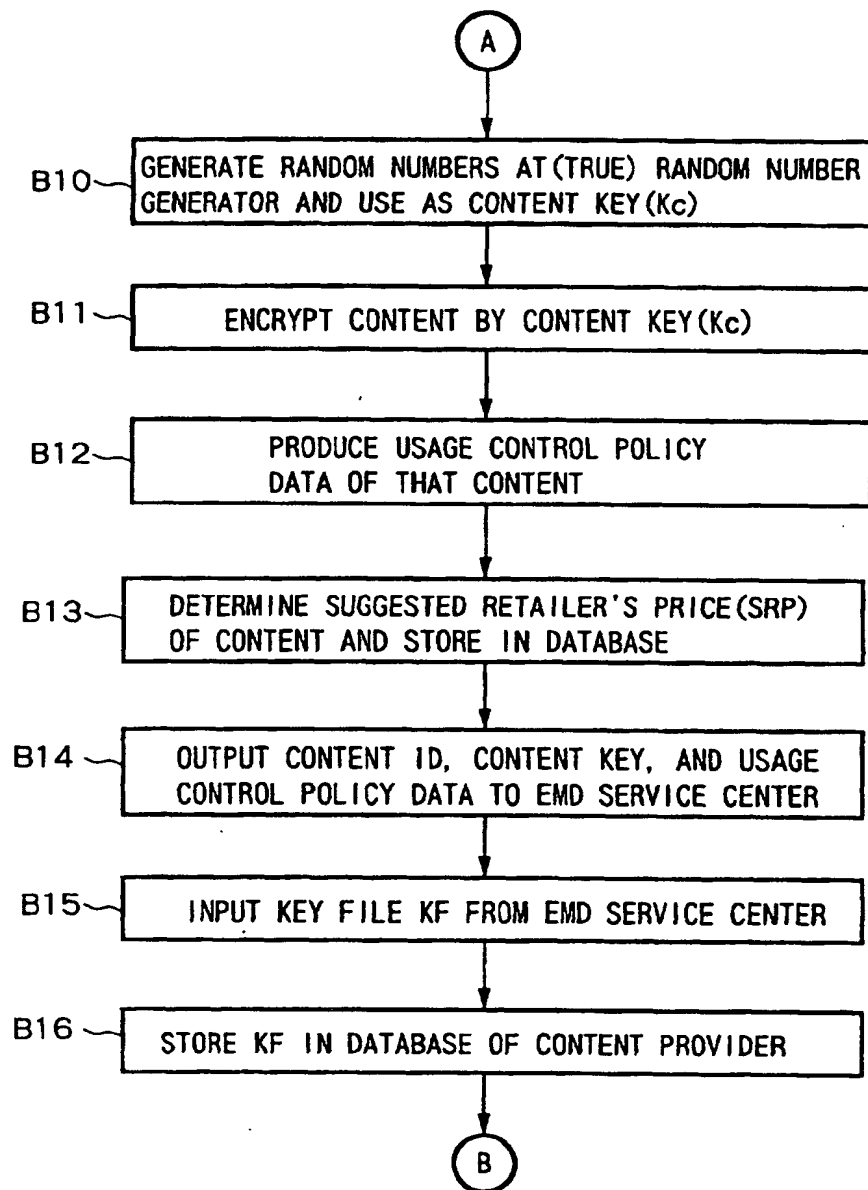 A
B10
GENERATE RANDOM NUMBERS AT(TRUE) RANDOM NUMBER
GENERATOR AND USE AS CONTENT KEY(Kc)
B11
ENCRYPT CONTENT BY CONTENT KEY(Kc)
B12
PRODUCE USAGE CONTROL POLICY
DATA OF THAT CONTENT
B13
DETERMINE SUGGESTED RETAILER'S PRICE(SRP)
OF CONTENT AND STORE IN DATABASE
B14
OUTPUT CONTENT ID, CONTENT KEY, AND USAGE
CONTROL POLICY DATA TO EMD SERVICE CENTER
B15
INPUT KEY FILE KF FROM EMD SERVICE CENTER
B16
STORE KF IN DATABASE OF CONTENT PROVIDER
B